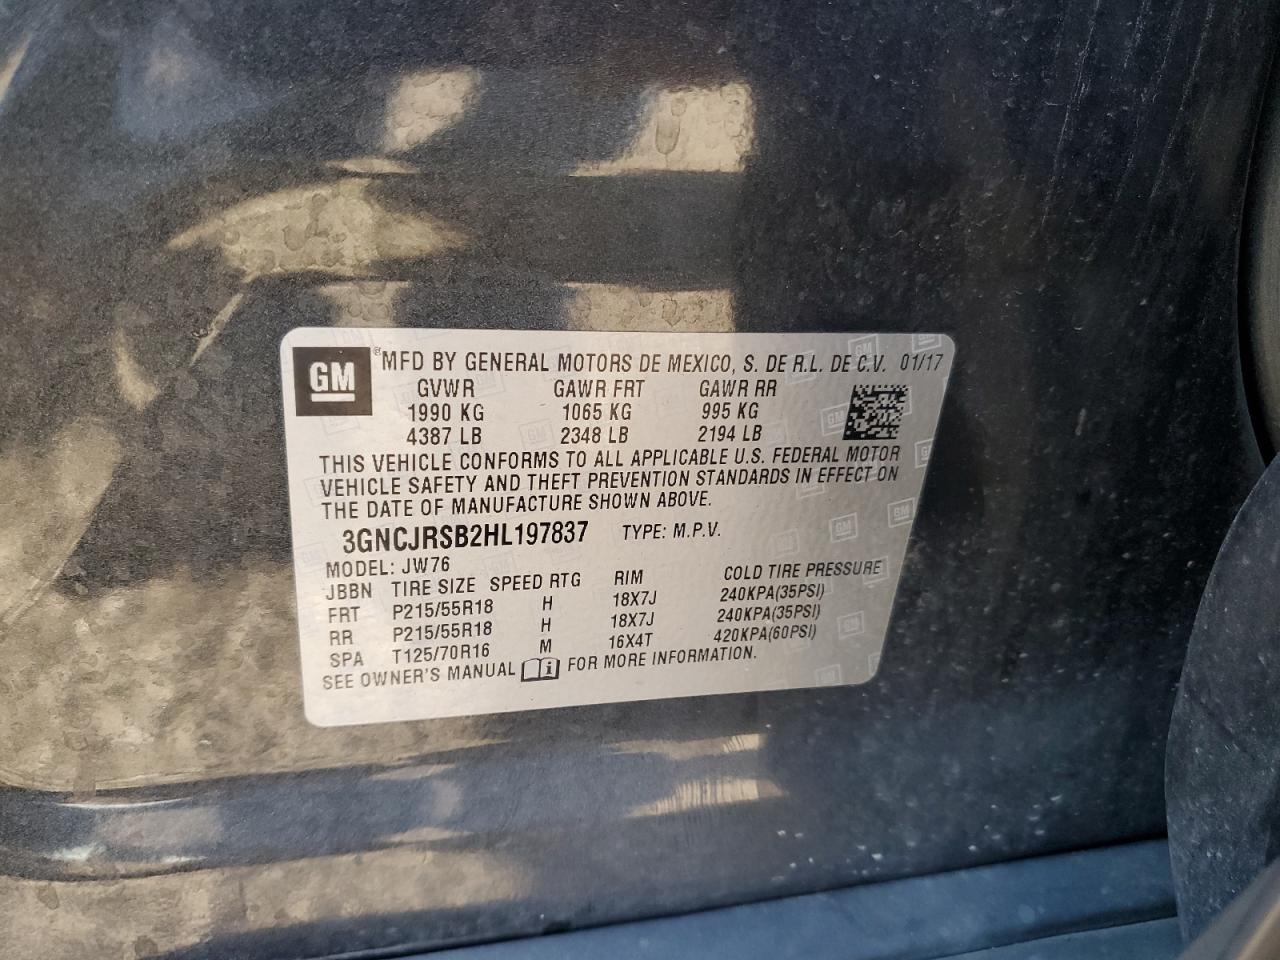 GM ® MFD BY GENERAL MOTORS DE MEXICO, S. DE R.L. DE C.V. 01/17
GVWR GAWR FRT GAWR RR
1990 KG 1065 KG 995 KG
4387 LB 2348 LB 2194 LB
THIS VEHICLE CONFORMS TO ALL APPLICABLE U.S. FEDERAL MOTOR
VEHICLE SAFETY AND THEFT PREVENTION STANDARDS IN EFFECT ON
THE DATE OF MANUFACTURE SHOWN ABOVE.
3GNCJRSB2HL197837 TYPE: M.P.V.
MODEL: JW76
JBBN TIRE SIZE SPEED RTG RIM COLD TIRE PRESSURE
FRT P215/55R18 H 18X7J 240KPA(35PSI)
RR P215/55R18 H 18X7J 240KPA(35PSI)
SPA T125/70R16 M 16X4T 420KPA(60PSI)
SEE OWNER'S MANUAL i FOR MORE INFORMATION.